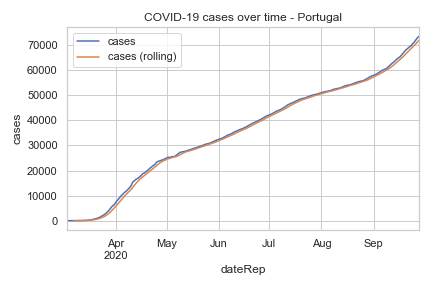 COVID-19 cases over time - Portugal
cases
cases (rolling)
70000
60000
50000
40000
30000
20000
10000
0
cases
Apr
2020
May
Jun
Jul
Aug
Sep
dateRep